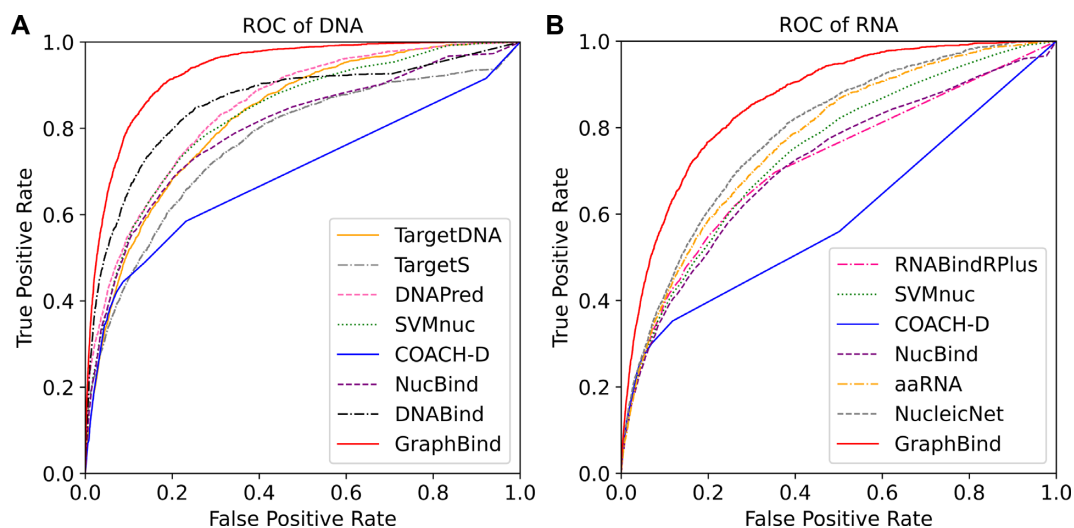 A
ROC of DNA
1.0
0.8
0.6
0.4
0.2
0.0
True Positive Rate
TargetDNA
TargetS
DNAPred
SVMnuc
COACH-D
NucBind
DNABind
GraphBind
0.0
0.2
0.4
0.6
0.8
1.0
False Positive Rate
B
ROC of RNA
1.0
0.8
0.6
0.4
0.2
0.0
True Positive Rate
RNABindRPlus
SVMnuc
COACH-D
NucBind
aaRNA
NucleicNet
GraphBind
0.0
0.2
0.4
0.6
0.8
1.0
False Positive Rate